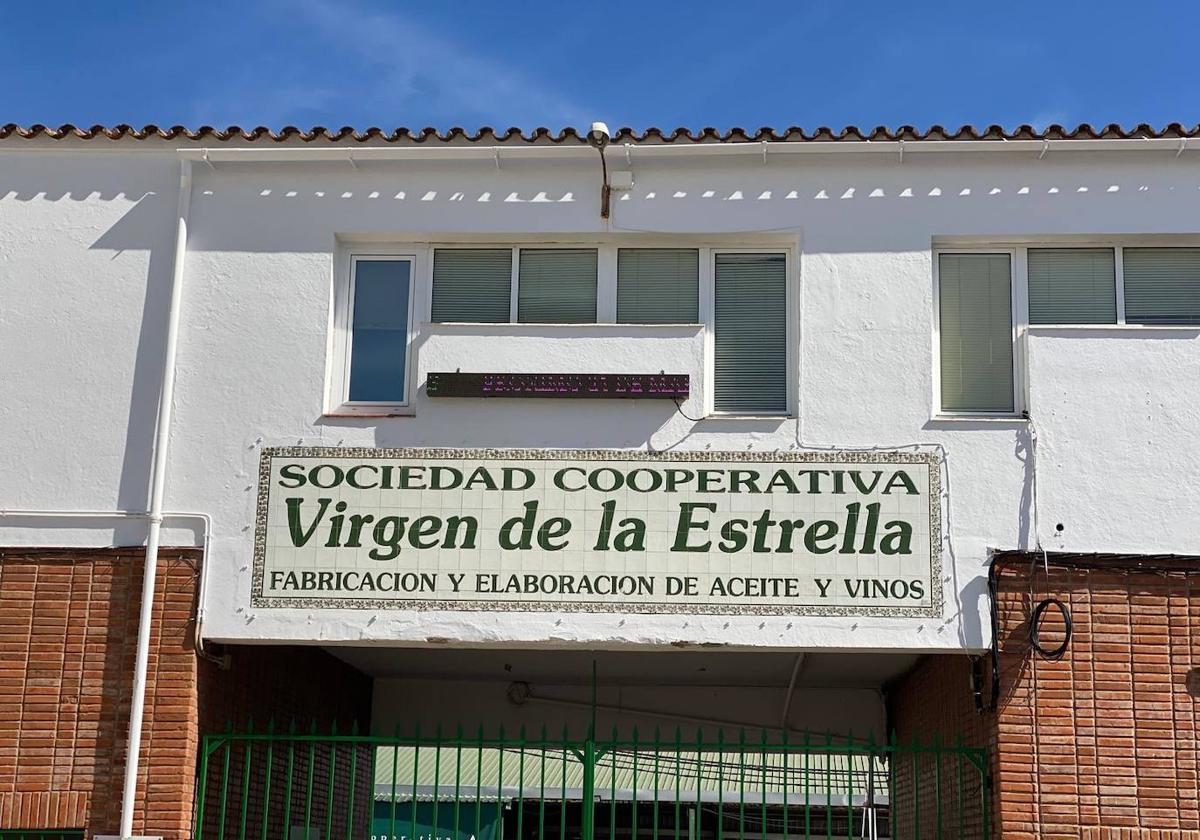 SOCIEDAD COOPERATIVA
Virgen de la Estrella
FABRICACION Y ELABORACION DE ACEITE Y VINOS